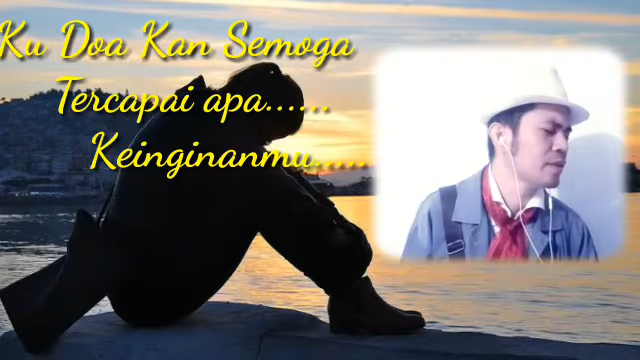 Ku Doa Kan Semoga
Tercapai apa......
Keinginanmu.....